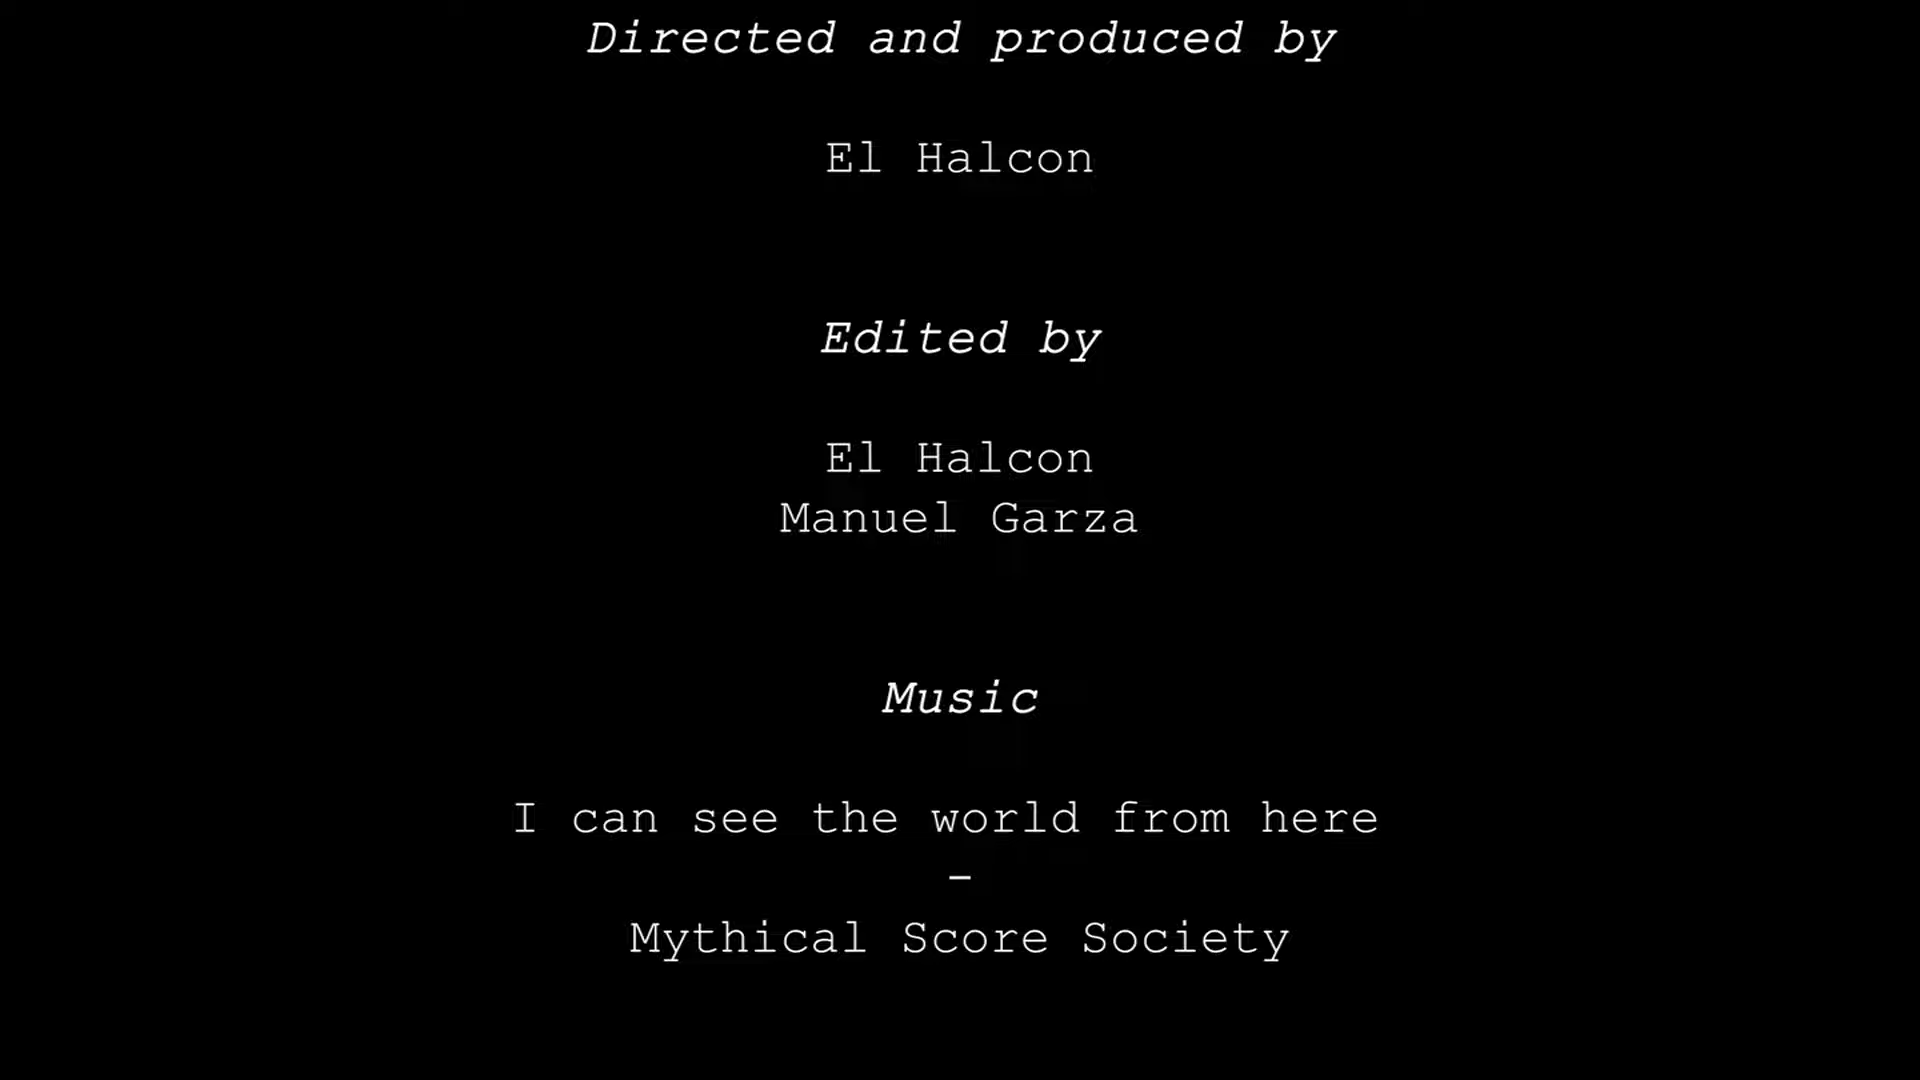 Directed and produced by
El Halcon
Edited by
El Halcon
Manuel Garza
Music
I can see the world from here
-
Mythical Score Society